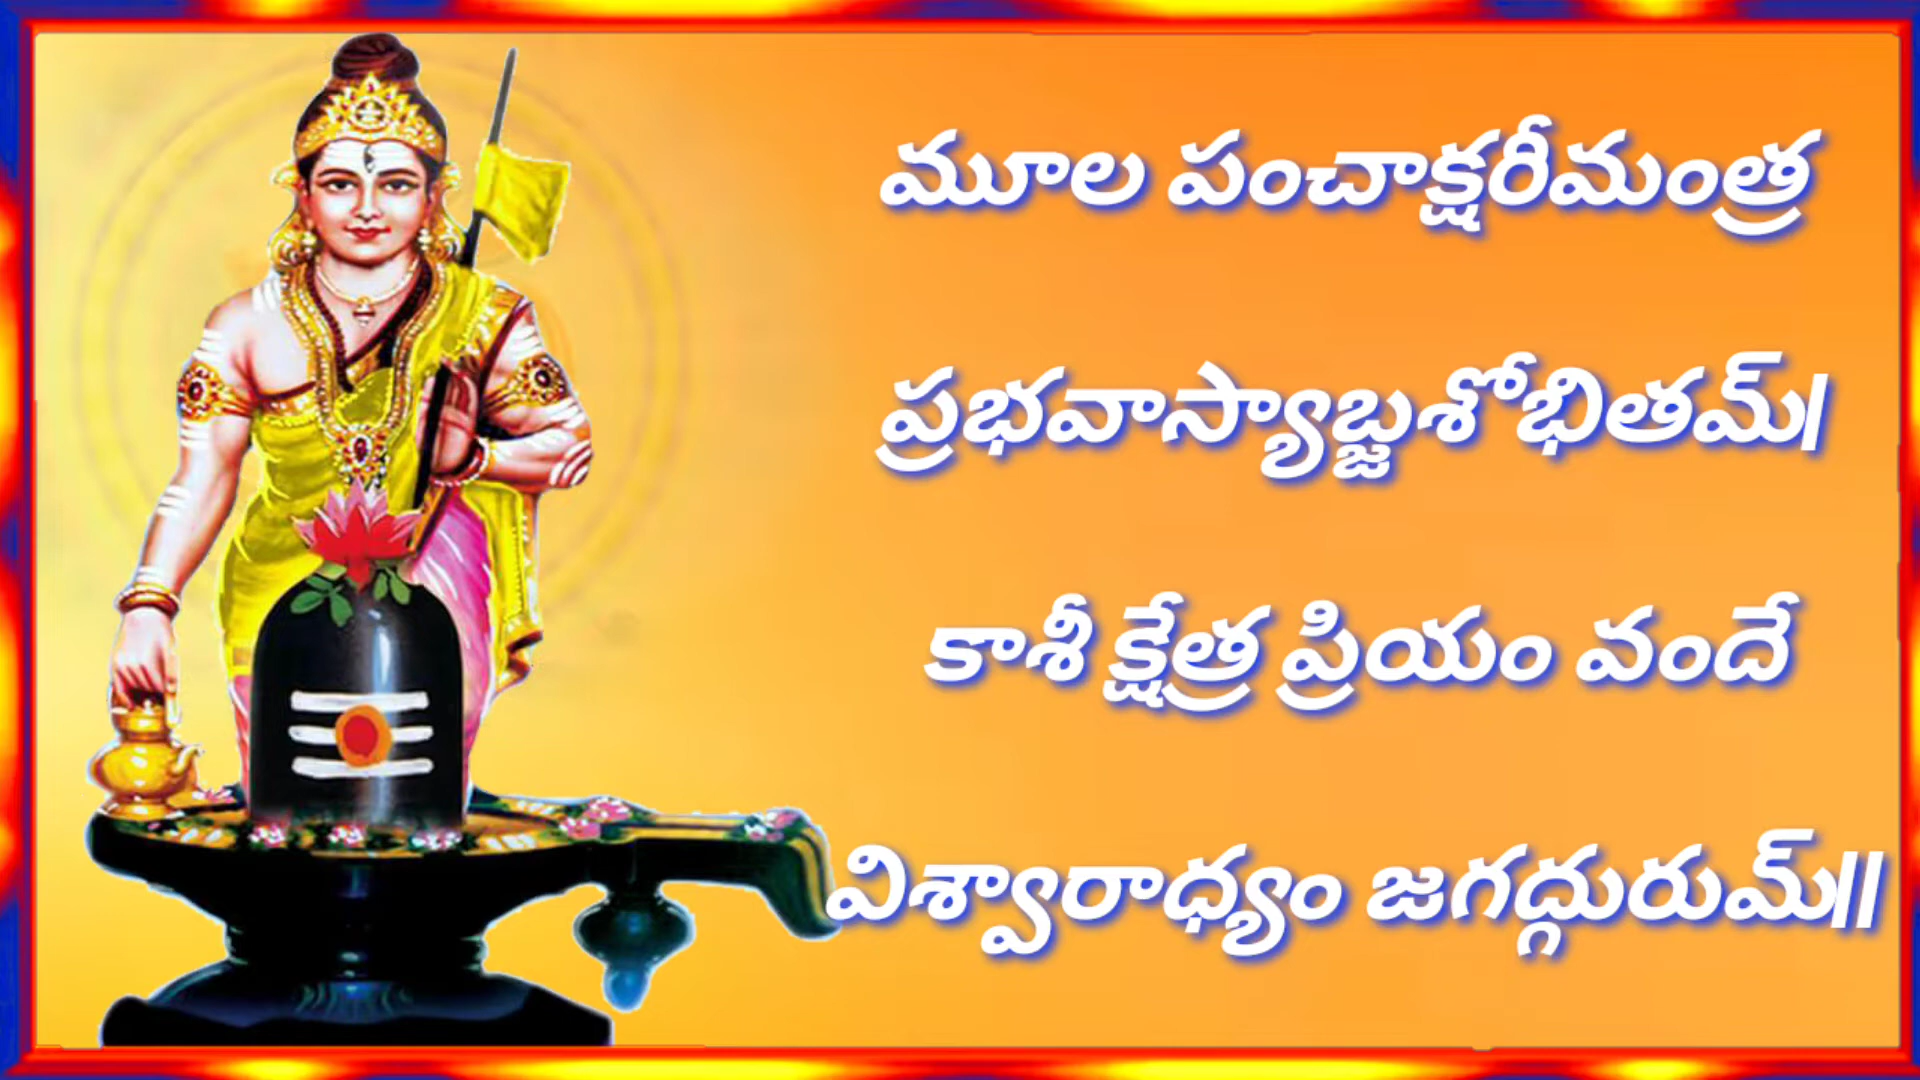 మూల పంచాక్షరీమంత్ర
ప్రభవాస్యాబ్జశోభితమ్|
కాశీ క్షేత్ర ప్రియం వందే
విశ్వారాధ్యం జగద్గురుమ్||